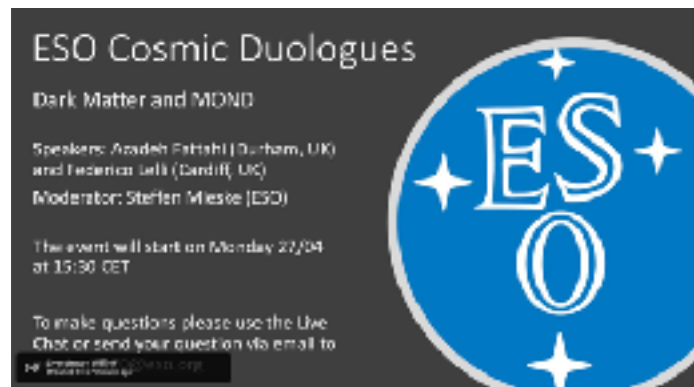 ESO Cosmic Duologues
Dark Matter and MOND
Speakers: Azadeh Fattahi (Durham, UK)
and Federico Lelli (Cardiff, UK)
Moderator: Steffen Mieske (ESO)
The event will start on Monday 27/04
at 15:30 CET
To make questions please use the Live
Chat or send your question via email to
ESO